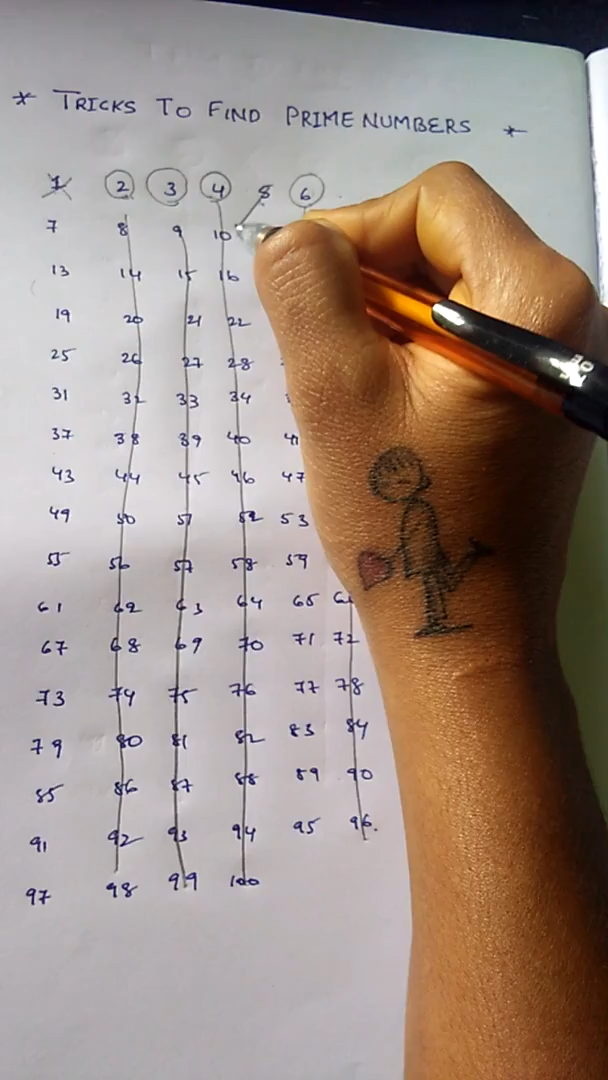 * TRICKS TO FIND PRIME NUMBERS *
1 2 3 4 5 6
7 8 9 10
13 14 15 16
19 20 21 22
25 26 27 28
31 32 33 34
37 38 39 40 41
43 44 45 46 47
49 50 51 52 53
55 56 57 58 59
61 62 63 64 65
67 68 69 70 71 72
73 74 75 76 77 78
79 80 81 82 83 84
85 86 87 88 89 90
91 92 93 94 95 96.
97 98 99 100